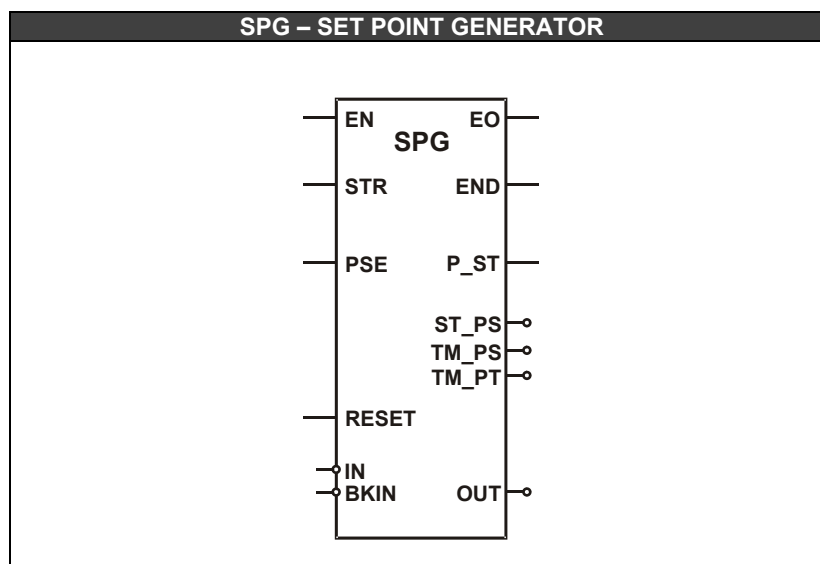 SPG – SET POINT GENERATOR
EN EO
SPG
STR END
PSE P_ST
ST_PS
TM_PS
TM_PT
RESET
IN
BKIN OUT